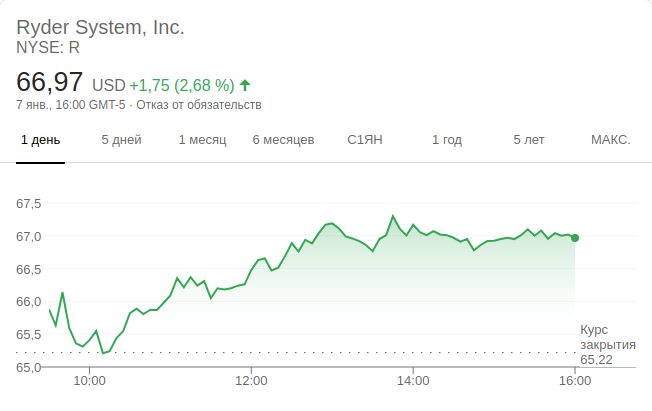 Ryder System, Inc.
NYSE: R
66,97 USD +1,75 (2,68 %)
7 янв., 16:00 GMT-5 · Отказ от обязательств
1 день 5 дней 1 месяц 6 месяцев С1ЯН 1 год 5 лет МАКС.
67,5
67,0
66,5
66,0
65,5
65,0
Курс
закрытия
65,22
10:00 12:00 14:00 16:00